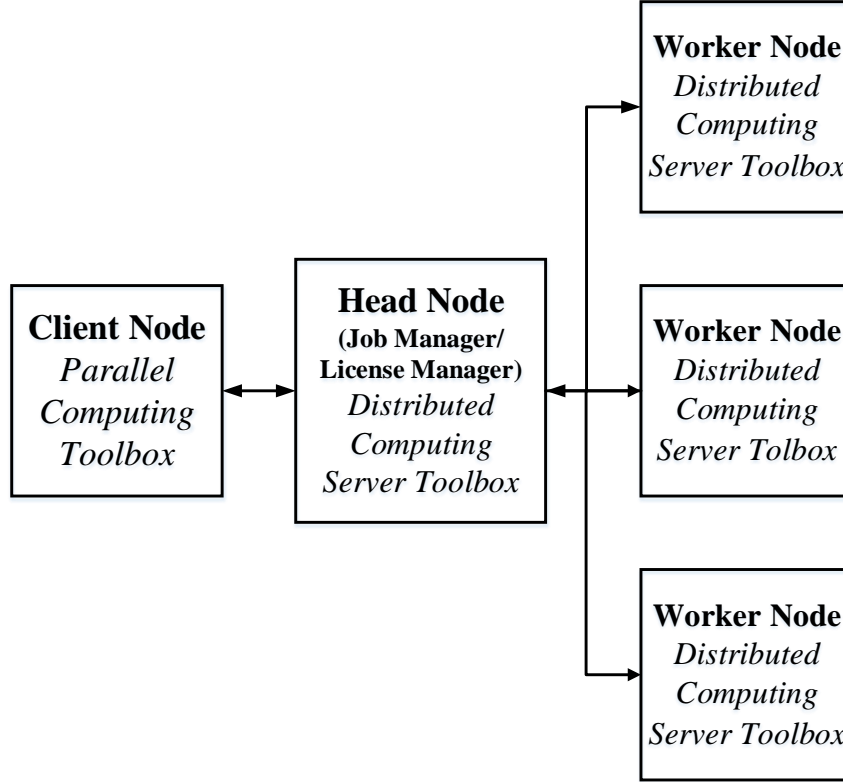 Client Node
Parallel
Computing
Toolbox
Head Node
(Job Manager/
License Manager)
Distributed
Computing
Server Toolbox
Worker Node
Distributed
Computing
Server Toolbox
Worker Node
Distributed
Computing
Server Tolbox
Worker Node
Distributed
Computing
Server Toolbox